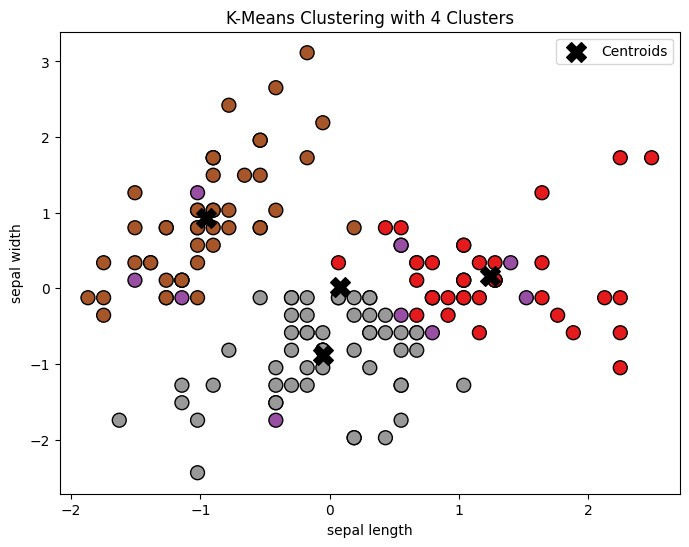 K-Means Clustering with 4 Clusters
Centroids
3
2
1
0
−1
−2
sepal width
−2
−1
0
1
2
sepal length